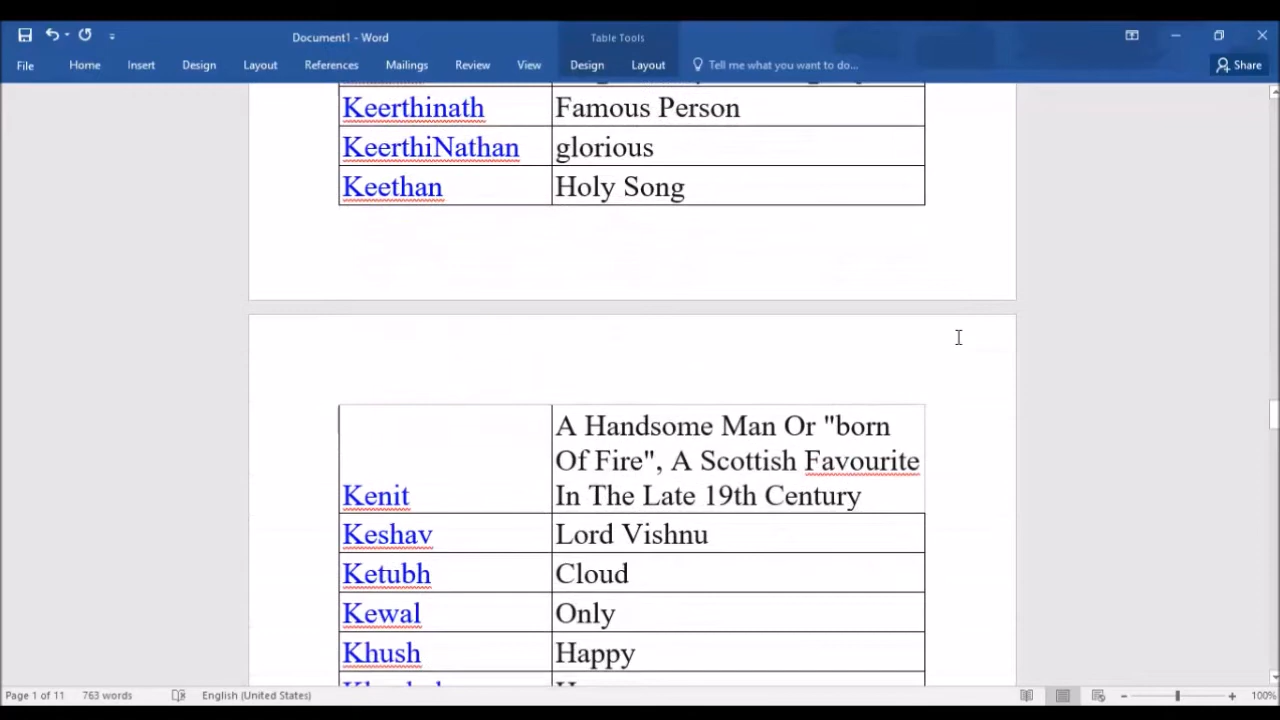 Document1 - Word
Table Tools
File Home Insert Design Layout References Mailings Review View Design Layout Tell me what you want to do... Share
Keerthinath Famous Person
KeerthiNathan glorious
Keethan Holy Song
A Handsome Man Or "born
Of Fire", A Scottish Favourite
Kenit In The Late 19th Century
Keshav Lord Vishnu
Ketubh Cloud
Kewal Only
Khush Happy
Page 1 of 11 763 words English (United States) 100%